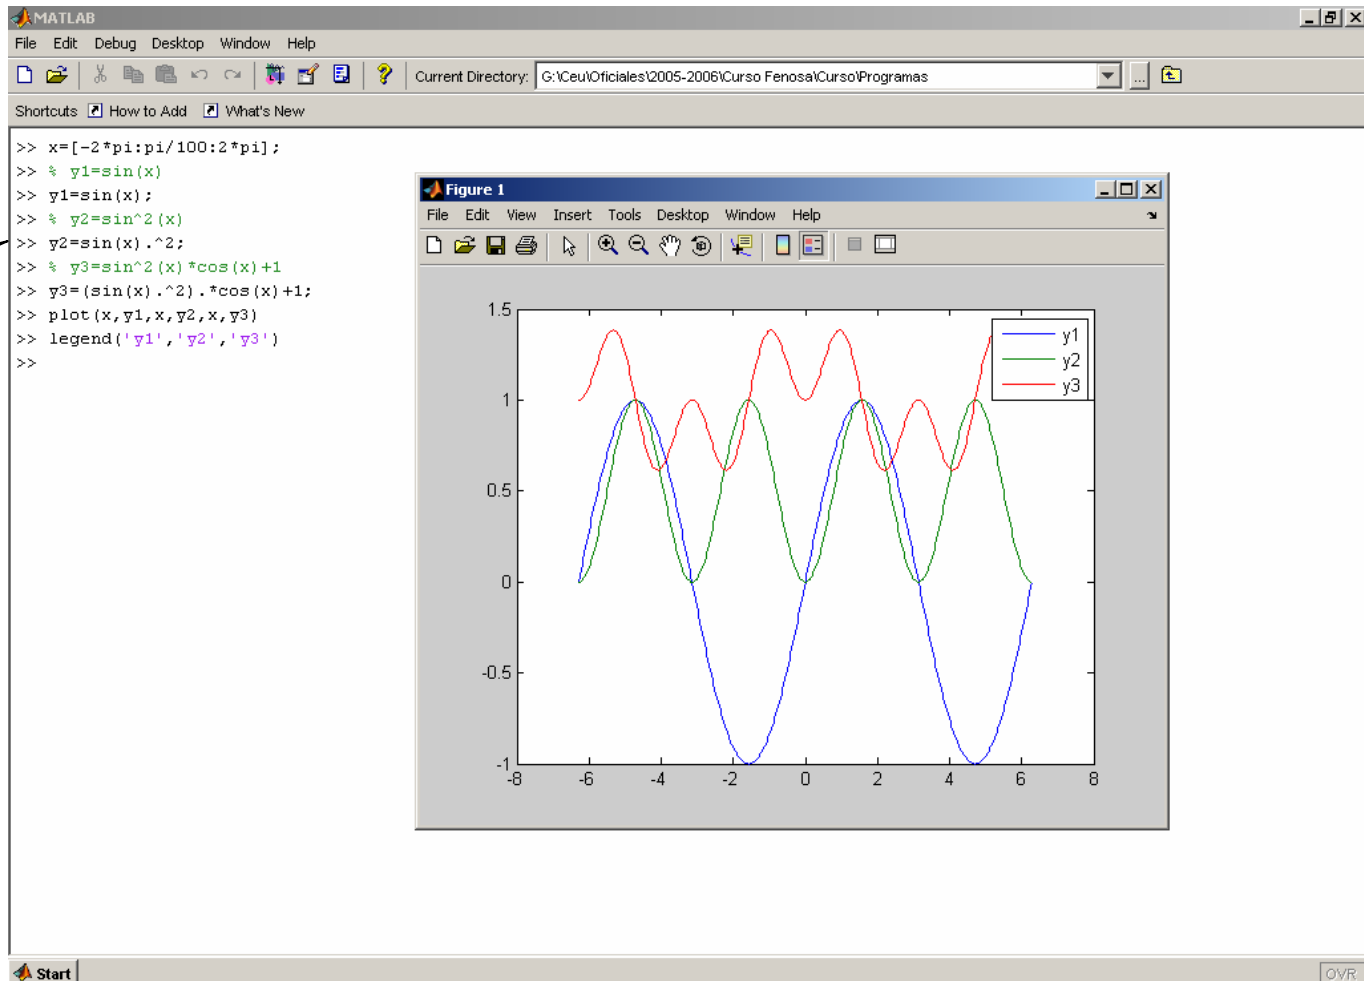 MATLAB
File Edit Debug Desktop Window Help
Current Directory: G:\Ceu\Oficiales\2005-2006\Curso Fenosa\Curso\Programas
...
Shortcuts How to Add What's New
>> x=[-2*pi:pi/100:2*pi];
>> % y1=sin(x)
>> y1=sin(x);
>> % y2=sin^2(x)
>> y2=sin(x).^2;
>> % y3=sin^2(x)*cos(x)+1
>> y3=(sin(x).^2).*cos(x)+1;
>> plot(x,y1,x,y2,x,y3)
>> legend('y1','y2','y3')
>>
Figure 1
File Edit View Insert Tools Desktop Window Help
1.5
1
0.5
0
-0.5
-1
-8 -6 -4 -2 0 2 4 6 8
y1
y2
y3
Start
OVR